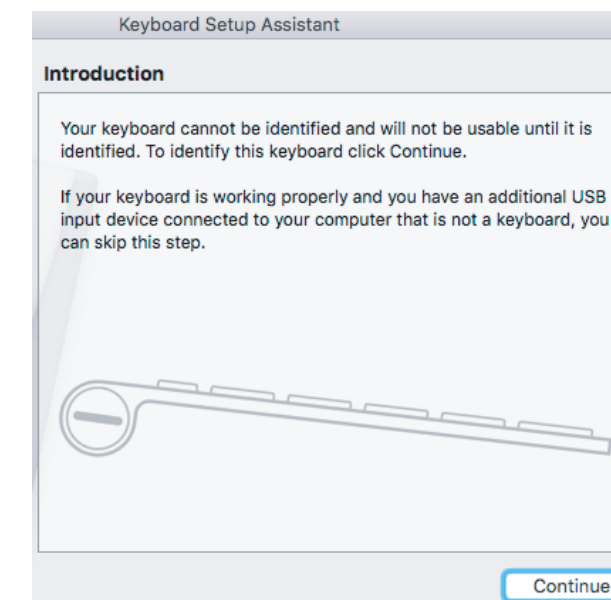 Keyboard Setup Assistant
Introduction
Your keyboard cannot be identified and will not be usable until it is
identified. To identify this keyboard click Continue.
If your keyboard is working properly and you have an additional USB
input device connected to your computer that is not a keyboard, you
can skip this step.
Continue